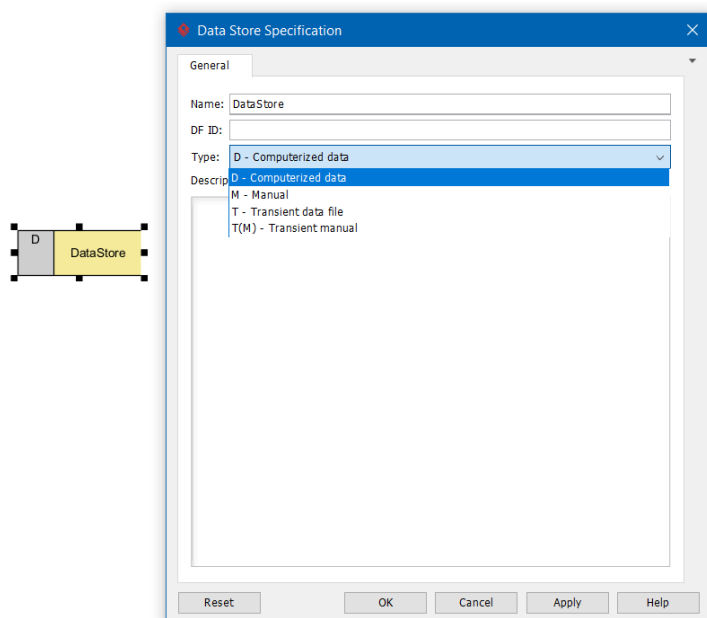 Data Store Specification
General
Name: DataStore
DF ID:
Type: D - Computerized data
D - Computerized data
Descrip
M - Manual
T - Transient data file
T(M) - Transient manual
D
DataStore
Reset OK Cancel Apply Help